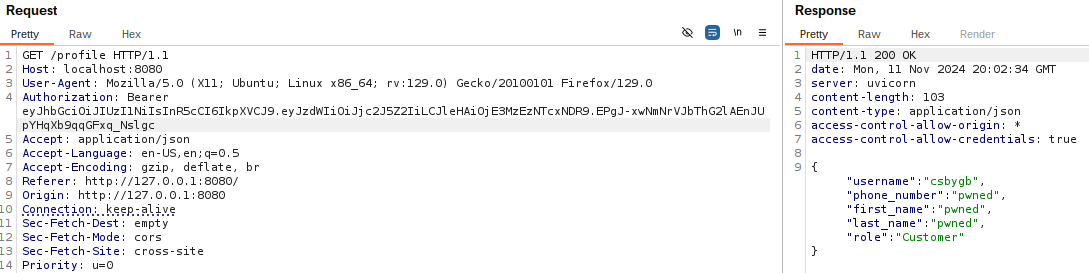 Request
Pretty Raw Hex
\n
1 GET /profile HTTP/1.1
2 Host: localhost:8080
3 User-Agent: Mozilla/5.0 (X11; Ubuntu; Linux x86_64; rv:129.0) Gecko/20100101 Firefox/129.0
4 Authorization: Bearer
eyJhbGciOiJIUzI1NiIsInR5cCI6IkpXVCJ9.eyJzdWIiOiJjc2J5Z2IiLCJleHAiOjE3MzEzNTcxNDR9.EPgJ-xwNmNrVJbThG2lAEnJU
pYHqXb9qqGFxq_Nslgc
5 Accept: application/json
6 Accept-Language: en-US,en;q=0.5
7 Accept-Encoding: gzip, deflate, br
8 Referer: http://127.0.0.1:8080/
9 Origin: http://127.0.0.1:8080
10 Connection: keep-alive
11 Sec-Fetch-Dest: empty
12 Sec-Fetch-Mode: cors
13 Sec-Fetch-Site: cross-site
14 Priority: u=0
Response
Pretty Raw Hex Render
1 HTTP/1.1 200 OK
2 date: Mon, 11 Nov 2024 20:02:34 GMT
3 server: uvicorn
4 content-length: 103
5 content-type: application/json
6 access-control-allow-origin: *
7 access-control-allow-credentials: true
8
9 {
"username":"csbygb",
"phone_number":"pwned",
"first_name":"pwned",
"last_name":"pwned",
"role":"Customer"
}